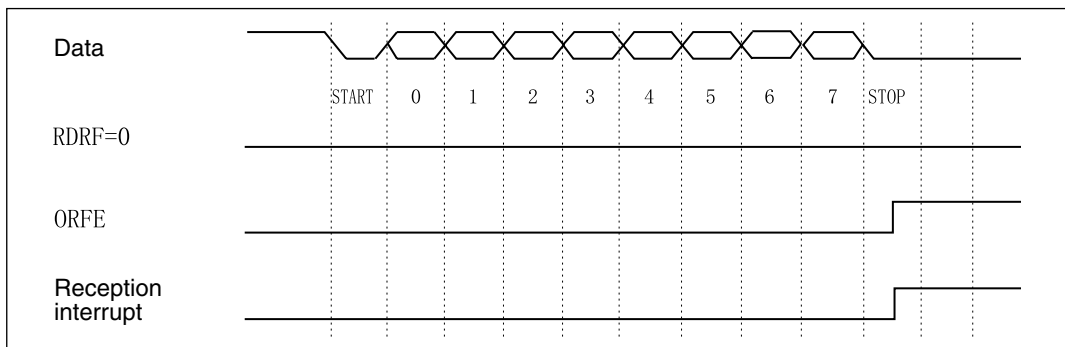 Data
START 0 1 2 3 4 5 6 7 STOP
RDRF=0
ORFE
Reception
interrupt